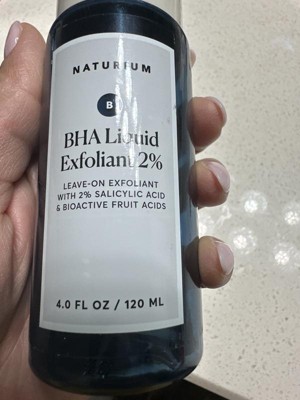 NATURIUM
B
BHA Liquid
Exfoliant 2%
LEAVE-ON EXFOLIANT
WITH 2% SALICYLIC ACID
& BIOACTIVE FRUIT ACIDS
4.0 FL OZ / 120 ML